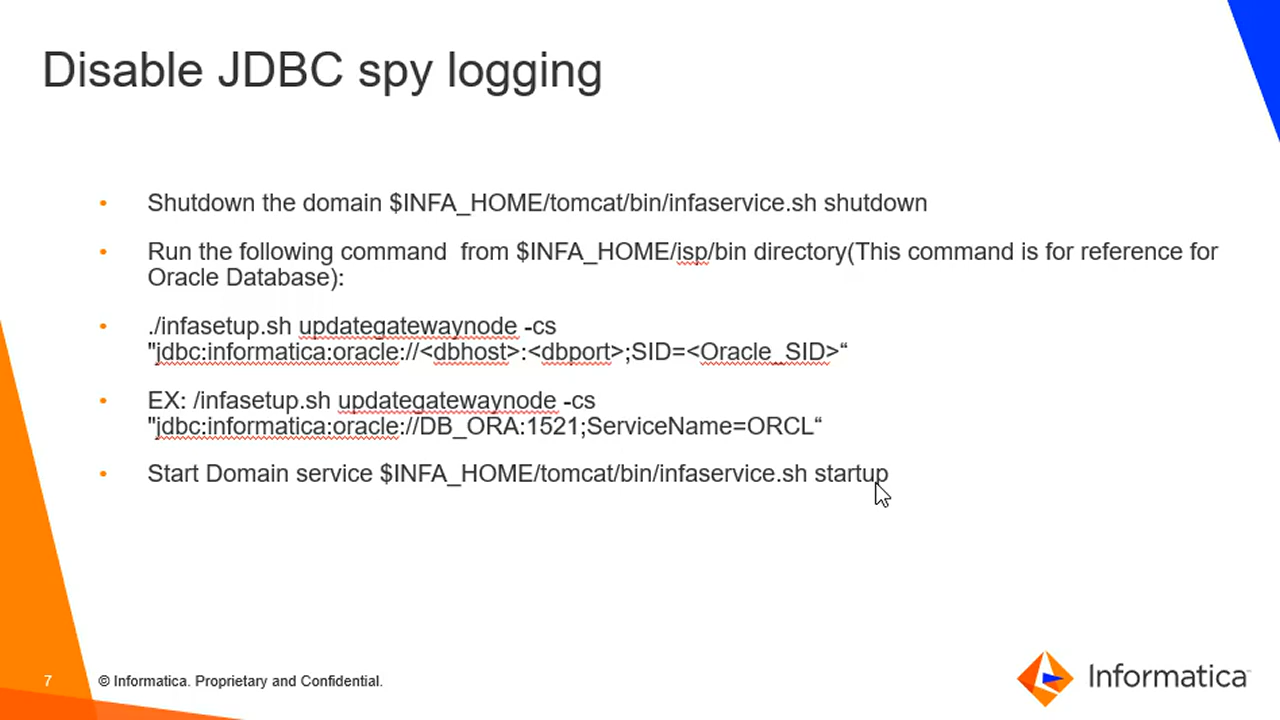 Disable JDBC spy logging
• Shutdown the domain $INFA_HOME/tomcat/bin/infaservice.sh shutdown
• Run the following command  from $INFA_HOME/isp/bin directory(This command is for reference for
Oracle Database):
• ./infasetup.sh updategatewaynode -cs
"jdbc:informatica:oracle://<dbhost>:<dbport>;SID=<Oracle_SID>“
• EX: /infasetup.sh updategatewaynode -cs
"jdbc:informatica:oracle://DB_ORA:1521;ServiceName=ORCL“
• Start Domain service $INFA_HOME/tomcat/bin/infaservice.sh startup
7 © Informatica. Proprietary and Confidential.
Informatica